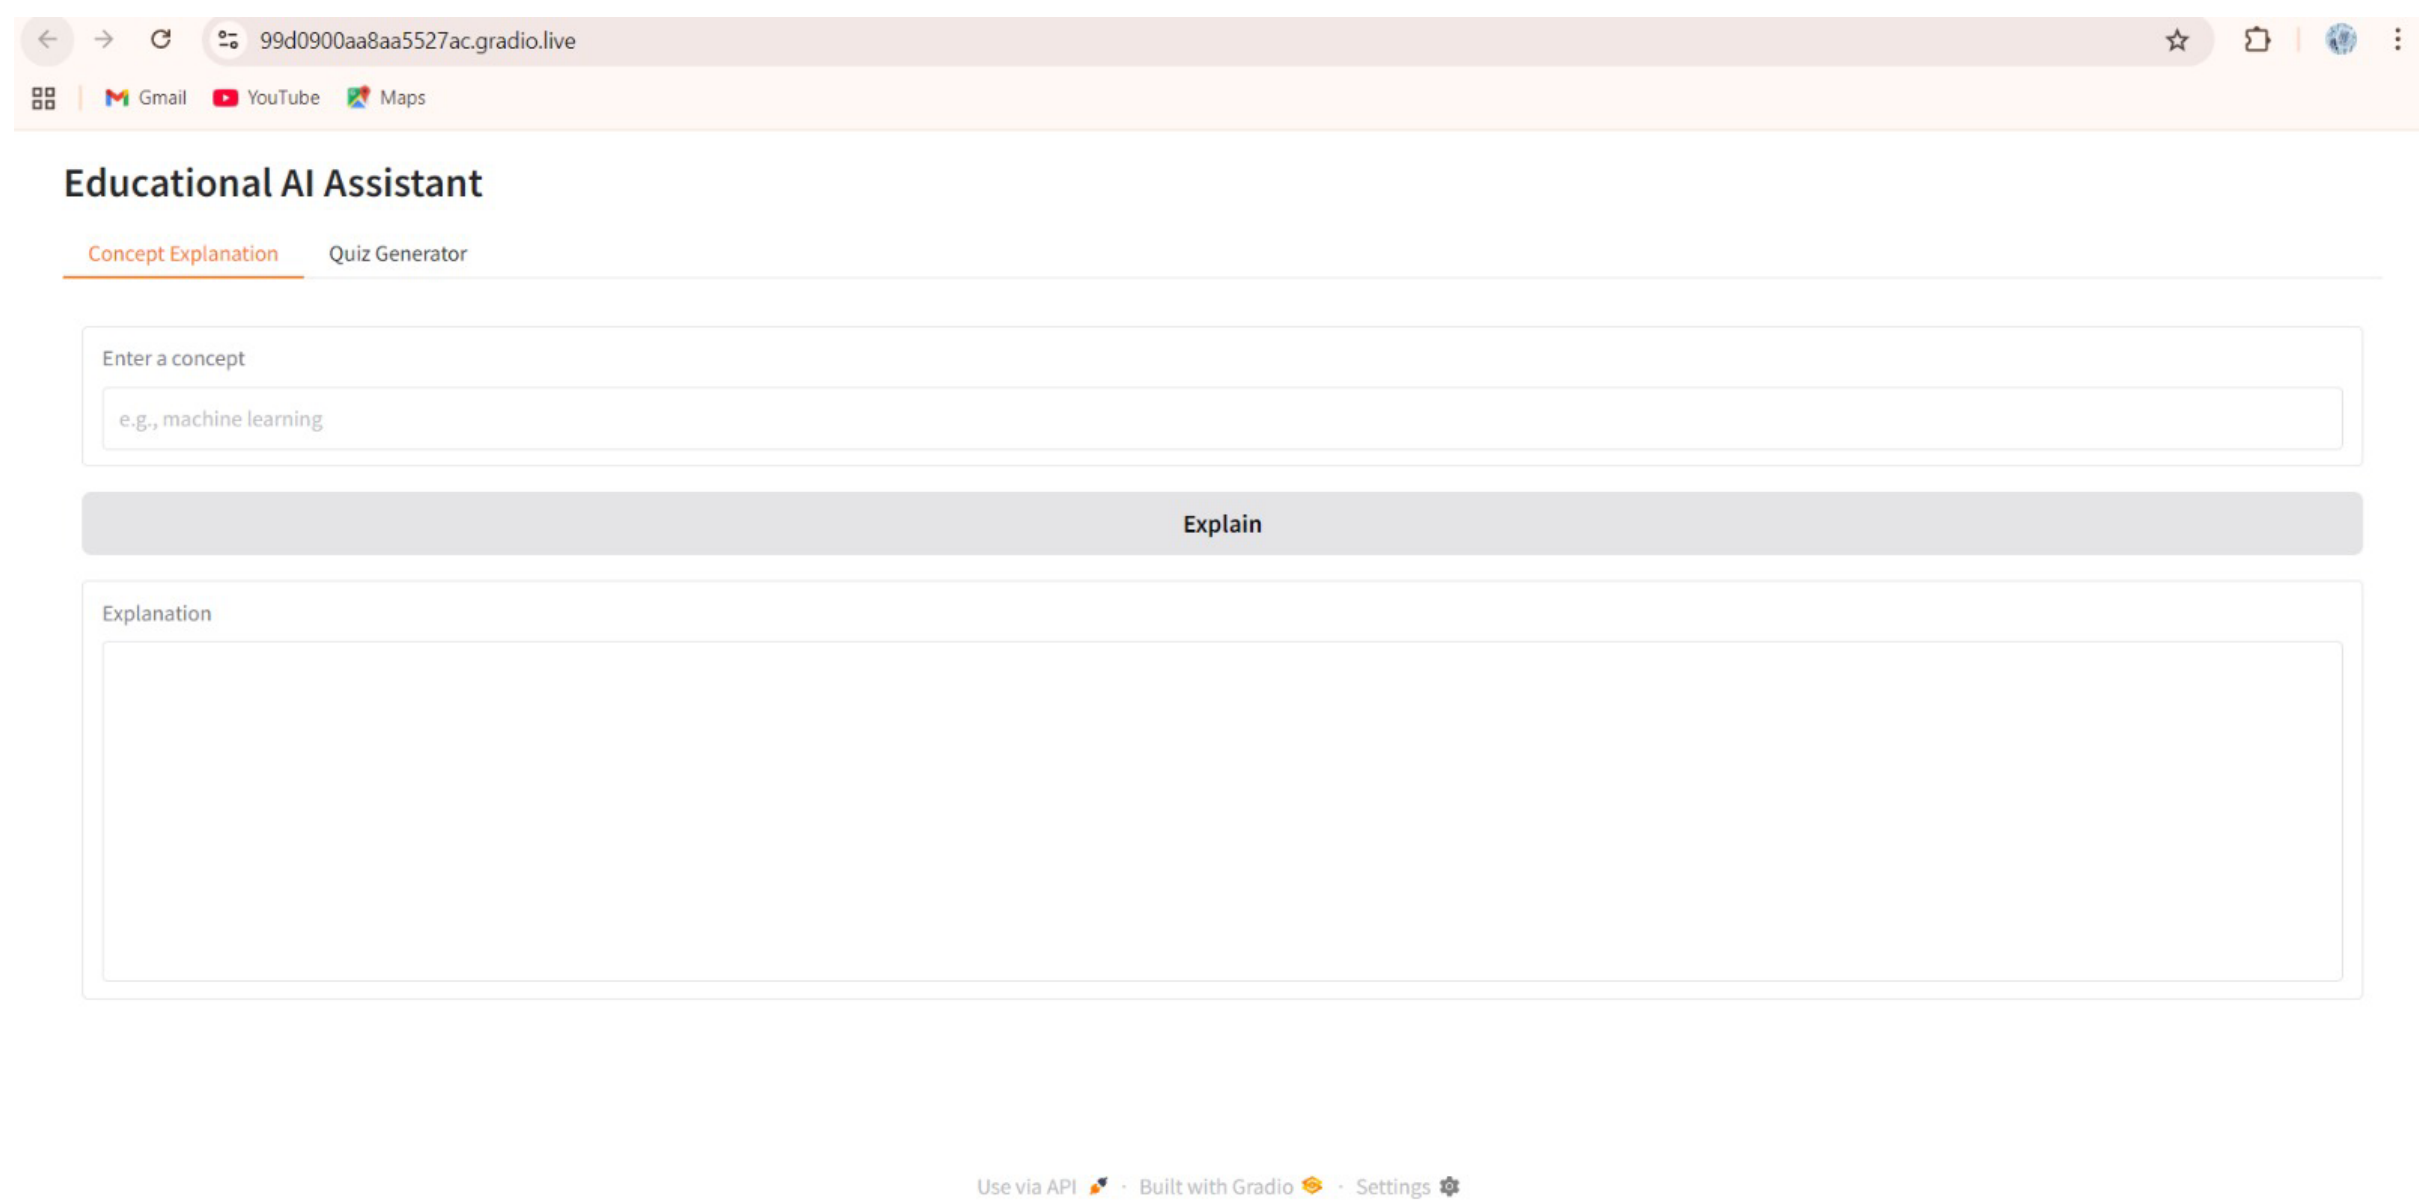 99d0900aa8aa5527ac.gradio.live
Gmail YouTube Maps
Educational AI Assistant
Concept Explanation Quiz Generator
Enter a concept
e.g., machine learning
Explain
Explanation
Use via API · Built with Gradio · Settings